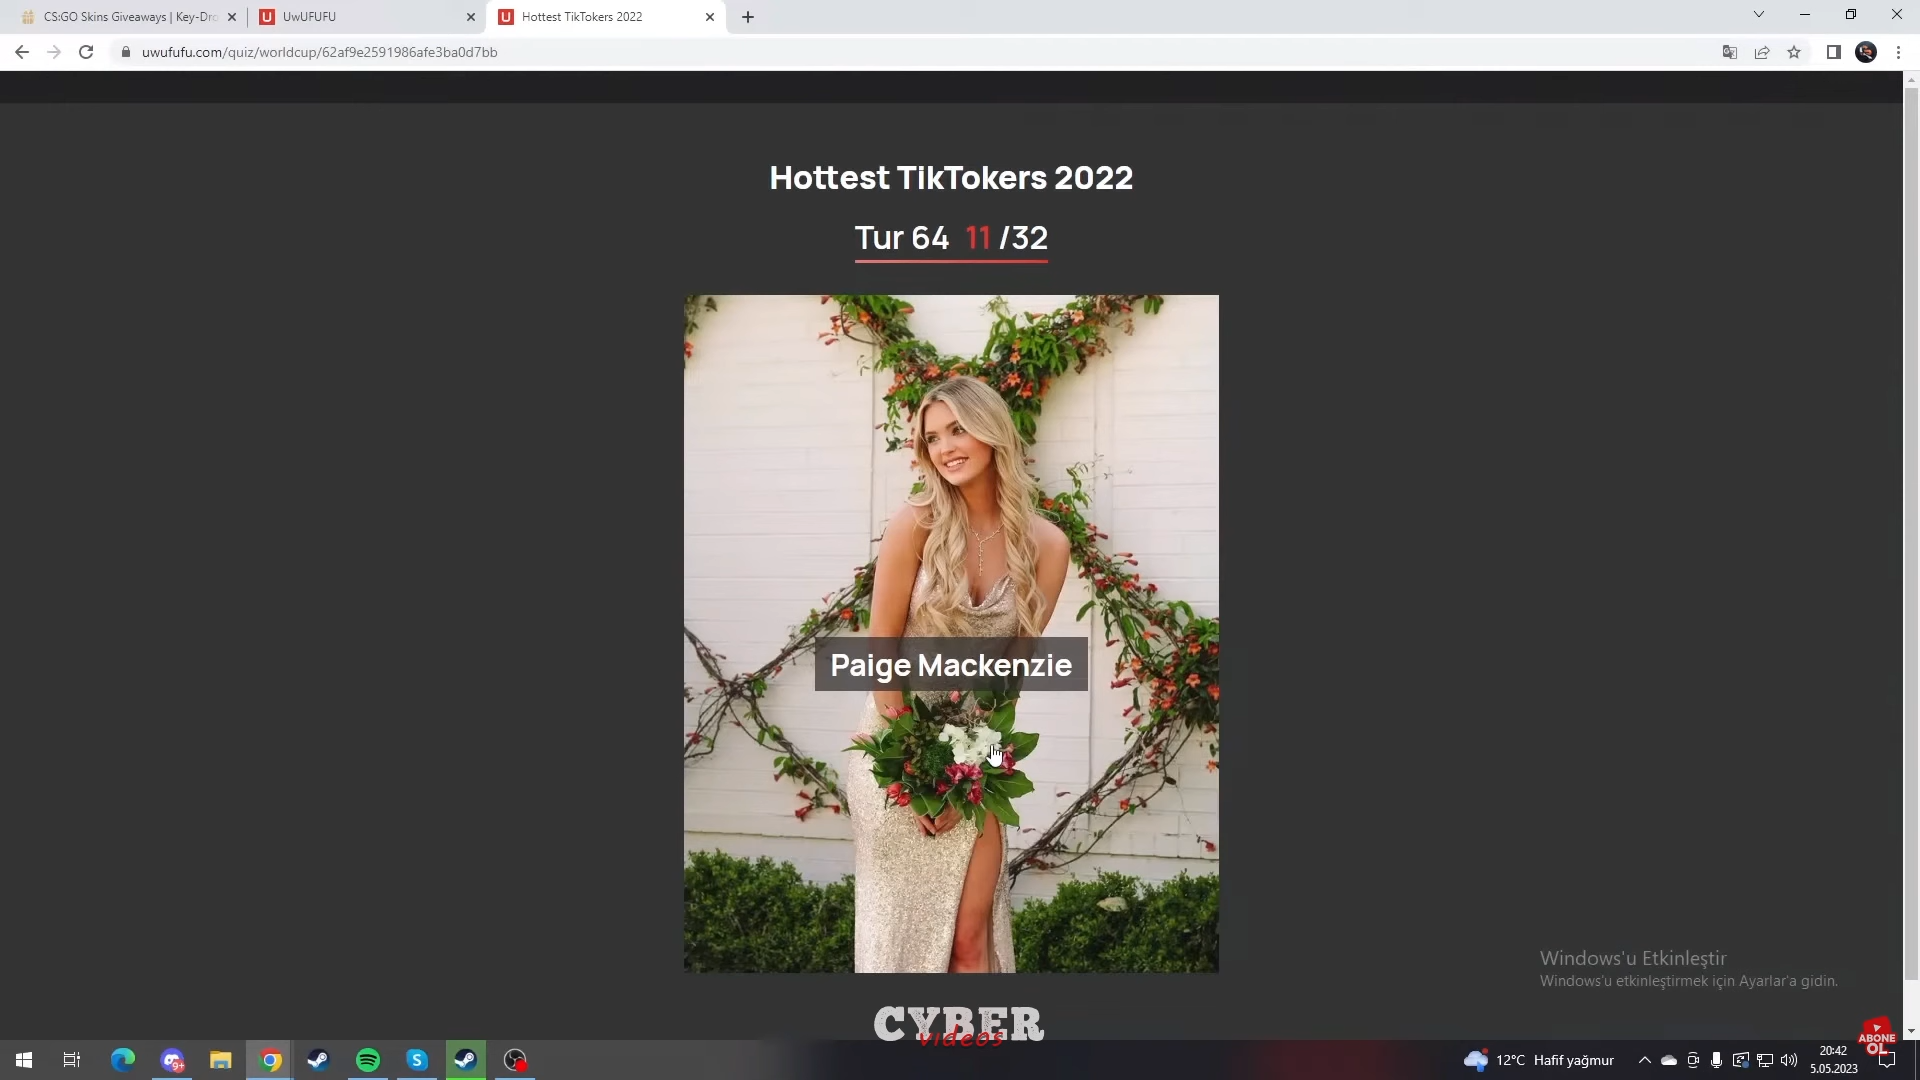 CS:GO Skins Giveaways | Key-Dro
UwUFUFU
Hottest TikTokers 2022
uwufufu.com/quiz/worldcup/62af9e2591986afe3ba0d7bb
Hottest TikTokers 2022
Tur 64 11 /32
Paige Mackenzie
Windows'u Etkinleştir
Windows'u etkinleştirmek için Ayarlar'a gidin.
CYBER
videos
ABONE
OL
9+
12°C Hafif yağmur
20:42
5.05.2023